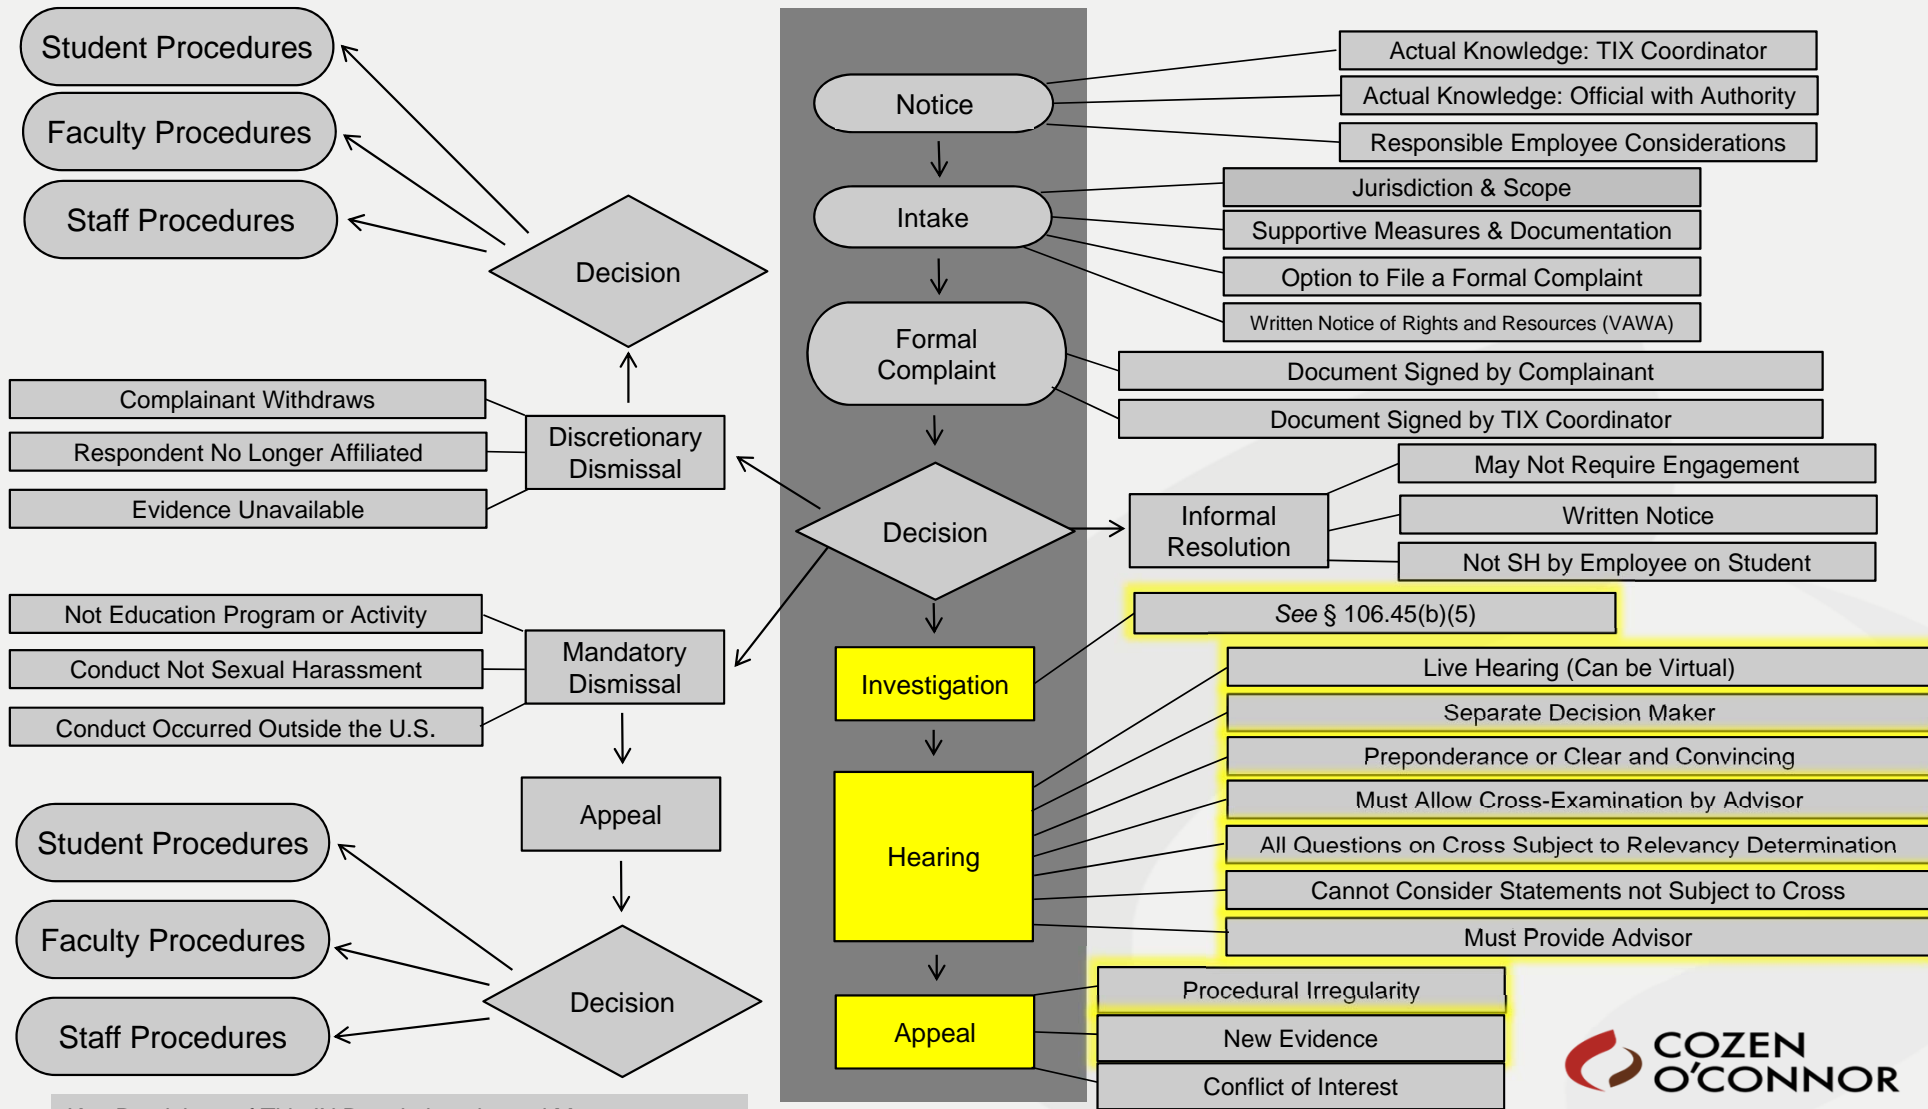 Student Procedures
Faculty Procedures
Staff Procedures
Decision
Complainant Withdraws
Respondent No Longer Affiliated
Evidence Unavailable
Discretionary
Dismissal
Not Education Program or Activity
Conduct Not Sexual Harassment
Conduct Occurred Outside the U.S.
Mandatory
Dismissal
Appeal
Student Procedures
Faculty Procedures
Staff Procedures
Decision
Notice
Actual Knowledge: TIX Coordinator
Actual Knowledge: Official with Authority
Responsible Employee Considerations
Intake
Jurisdiction & Scope
Supportive Measures & Documentation
Option to File a Formal Complaint
Written Notice of Rights and Resources (VAWA)
Formal
Complaint
Document Signed by Complainant
Document Signed by TIX Coordinator
Decision
Informal
Resolution
May Not Require Engagement
Written Notice
Not SH by Employee on Student
Investigation
See § 106.45(b)(5)
Hearing
Live Hearing (Can be Virtual)
Separate Decision Maker
Preponderance or Clear and Convincing
Must Allow Cross-Examination by Advisor
All Questions on Cross Subject to Relevancy Determination
Cannot Consider Statements not Subject to Cross
Must Provide Advisor
Appeal
Procedural Irregularity
New Evidence
Conflict of Interest
COZEN
O'CONNOR